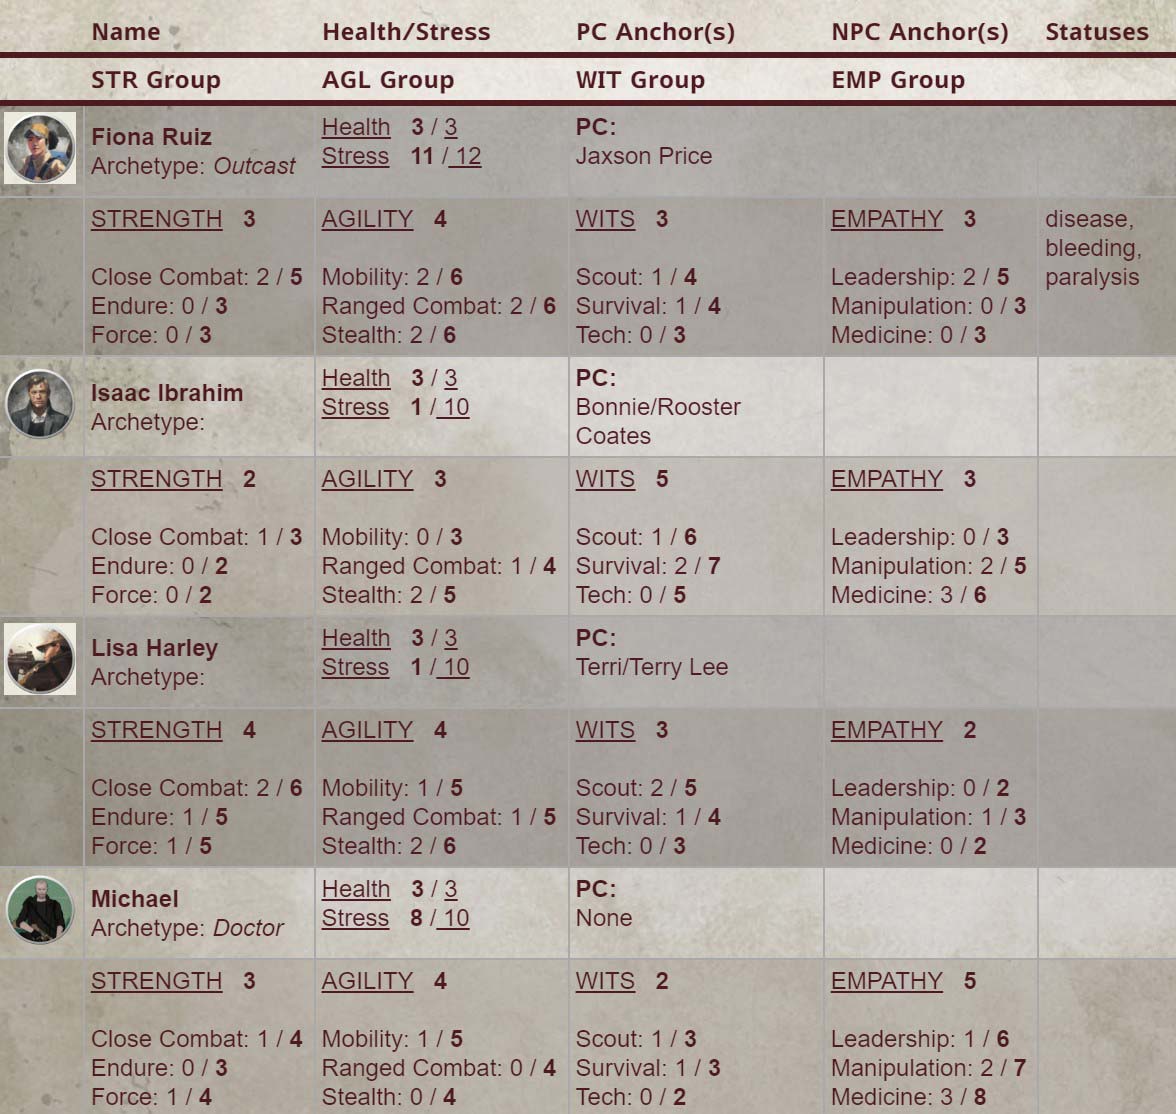 Name Health/Stress PC Anchor(s) NPC Anchor(s) Statuses
STR Group AGL Group WIT Group EMP Group
Fiona Ruiz
Archetype: Outcast
Health 3 / 3
Stress 11 / 12
PC:
Jaxson Price
STRENGTH 3
Close Combat: 2 / 5
Endure: 0 / 3
Force: 0 / 3
AGILITY 4
Mobility: 2 / 6
Ranged Combat: 2 / 6
Stealth: 2 / 6
WITS 3
Scout: 1 / 4
Survival: 1 / 4
Tech: 0 / 3
EMPATHY 3
Leadership: 2 / 5
Manipulation: 0 / 3
Medicine: 0 / 3
disease,
bleeding,
paralysis
Isaac Ibrahim
Archetype:
Health 3 / 3
Stress 1 / 10
PC:
Bonnie/Rooster
Coates
STRENGTH 2
Close Combat: 1 / 3
Endure: 0 / 2
Force: 0 / 2
AGILITY 3
Mobility: 0 / 3
Ranged Combat: 1 / 4
Stealth: 2 / 5
WITS 5
Scout: 1 / 6
Survival: 2 / 7
Tech: 0 / 5
EMPATHY 3
Leadership: 0 / 3
Manipulation: 2 / 5
Medicine: 3 / 6
Lisa Harley
Archetype:
Health 3 / 3
Stress 1 / 10
PC:
Terri/Terry Lee
STRENGTH 4
Close Combat: 2 / 6
Endure: 1 / 5
Force: 1 / 5
AGILITY 4
Mobility: 1 / 5
Ranged Combat: 1 / 5
Stealth: 2 / 6
WITS 3
Scout: 2 / 5
Survival: 1 / 4
Tech: 0 / 3
EMPATHY 2
Leadership: 0 / 2
Manipulation: 1 / 3
Medicine: 0 / 2
Michael
Archetype: Doctor
Health 3 / 3
Stress 8 / 10
PC:
None
STRENGTH 3
Close Combat: 1 / 4
Endure: 0 / 3
Force: 1 / 4
AGILITY 4
Mobility: 1 / 5
Ranged Combat: 0 / 4
Stealth: 0 / 4
WITS 2
Scout: 1 / 3
Survival: 1 / 3
Tech: 0 / 2
EMPATHY 5
Leadership: 1 / 6
Manipulation: 2 / 7
Medicine: 3 / 8